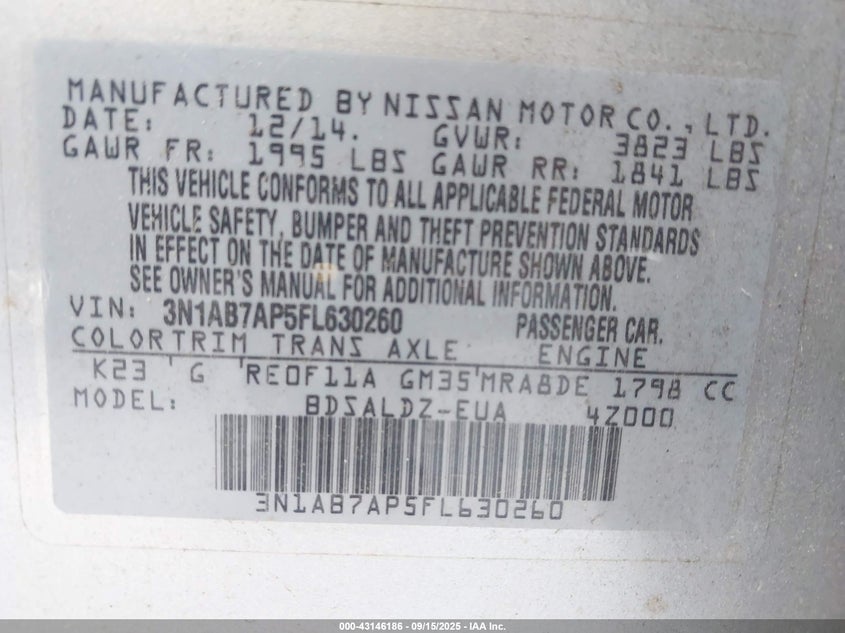 MANUFACTURED BY NISSAN MOTOR CO., LTD.
DATE: 12/14. GVWR: 3823 LBS
GAWR FR: 1995 LBS GAWR RR: 1841 LBS
THIS VEHICLE CONFORMS TO ALL APPLICABLE FEDERAL MOTOR
VEHICLE SAFETY, BUMPER AND THEFT PREVENTION STANDARDS
IN EFFECT ON THE DATE OF MANUFACTURE SHOWN ABOVE.
SEE OWNER'S MANUAL FOR ADDITIONAL INFORMATION.
VIN: 3N1AB7AP5FL630260 PASSENGER CAR.
COLOR TRIM TRANS AXLE ENGINE
K23 ' G 'RE0F11A GM35'MRA8DE 1798 CC
MODEL: BDSALDZ-EUA 4Z000
3N1AB7AP5FL630260
000-43146186 - 09/15/2025 - IAA Inc.